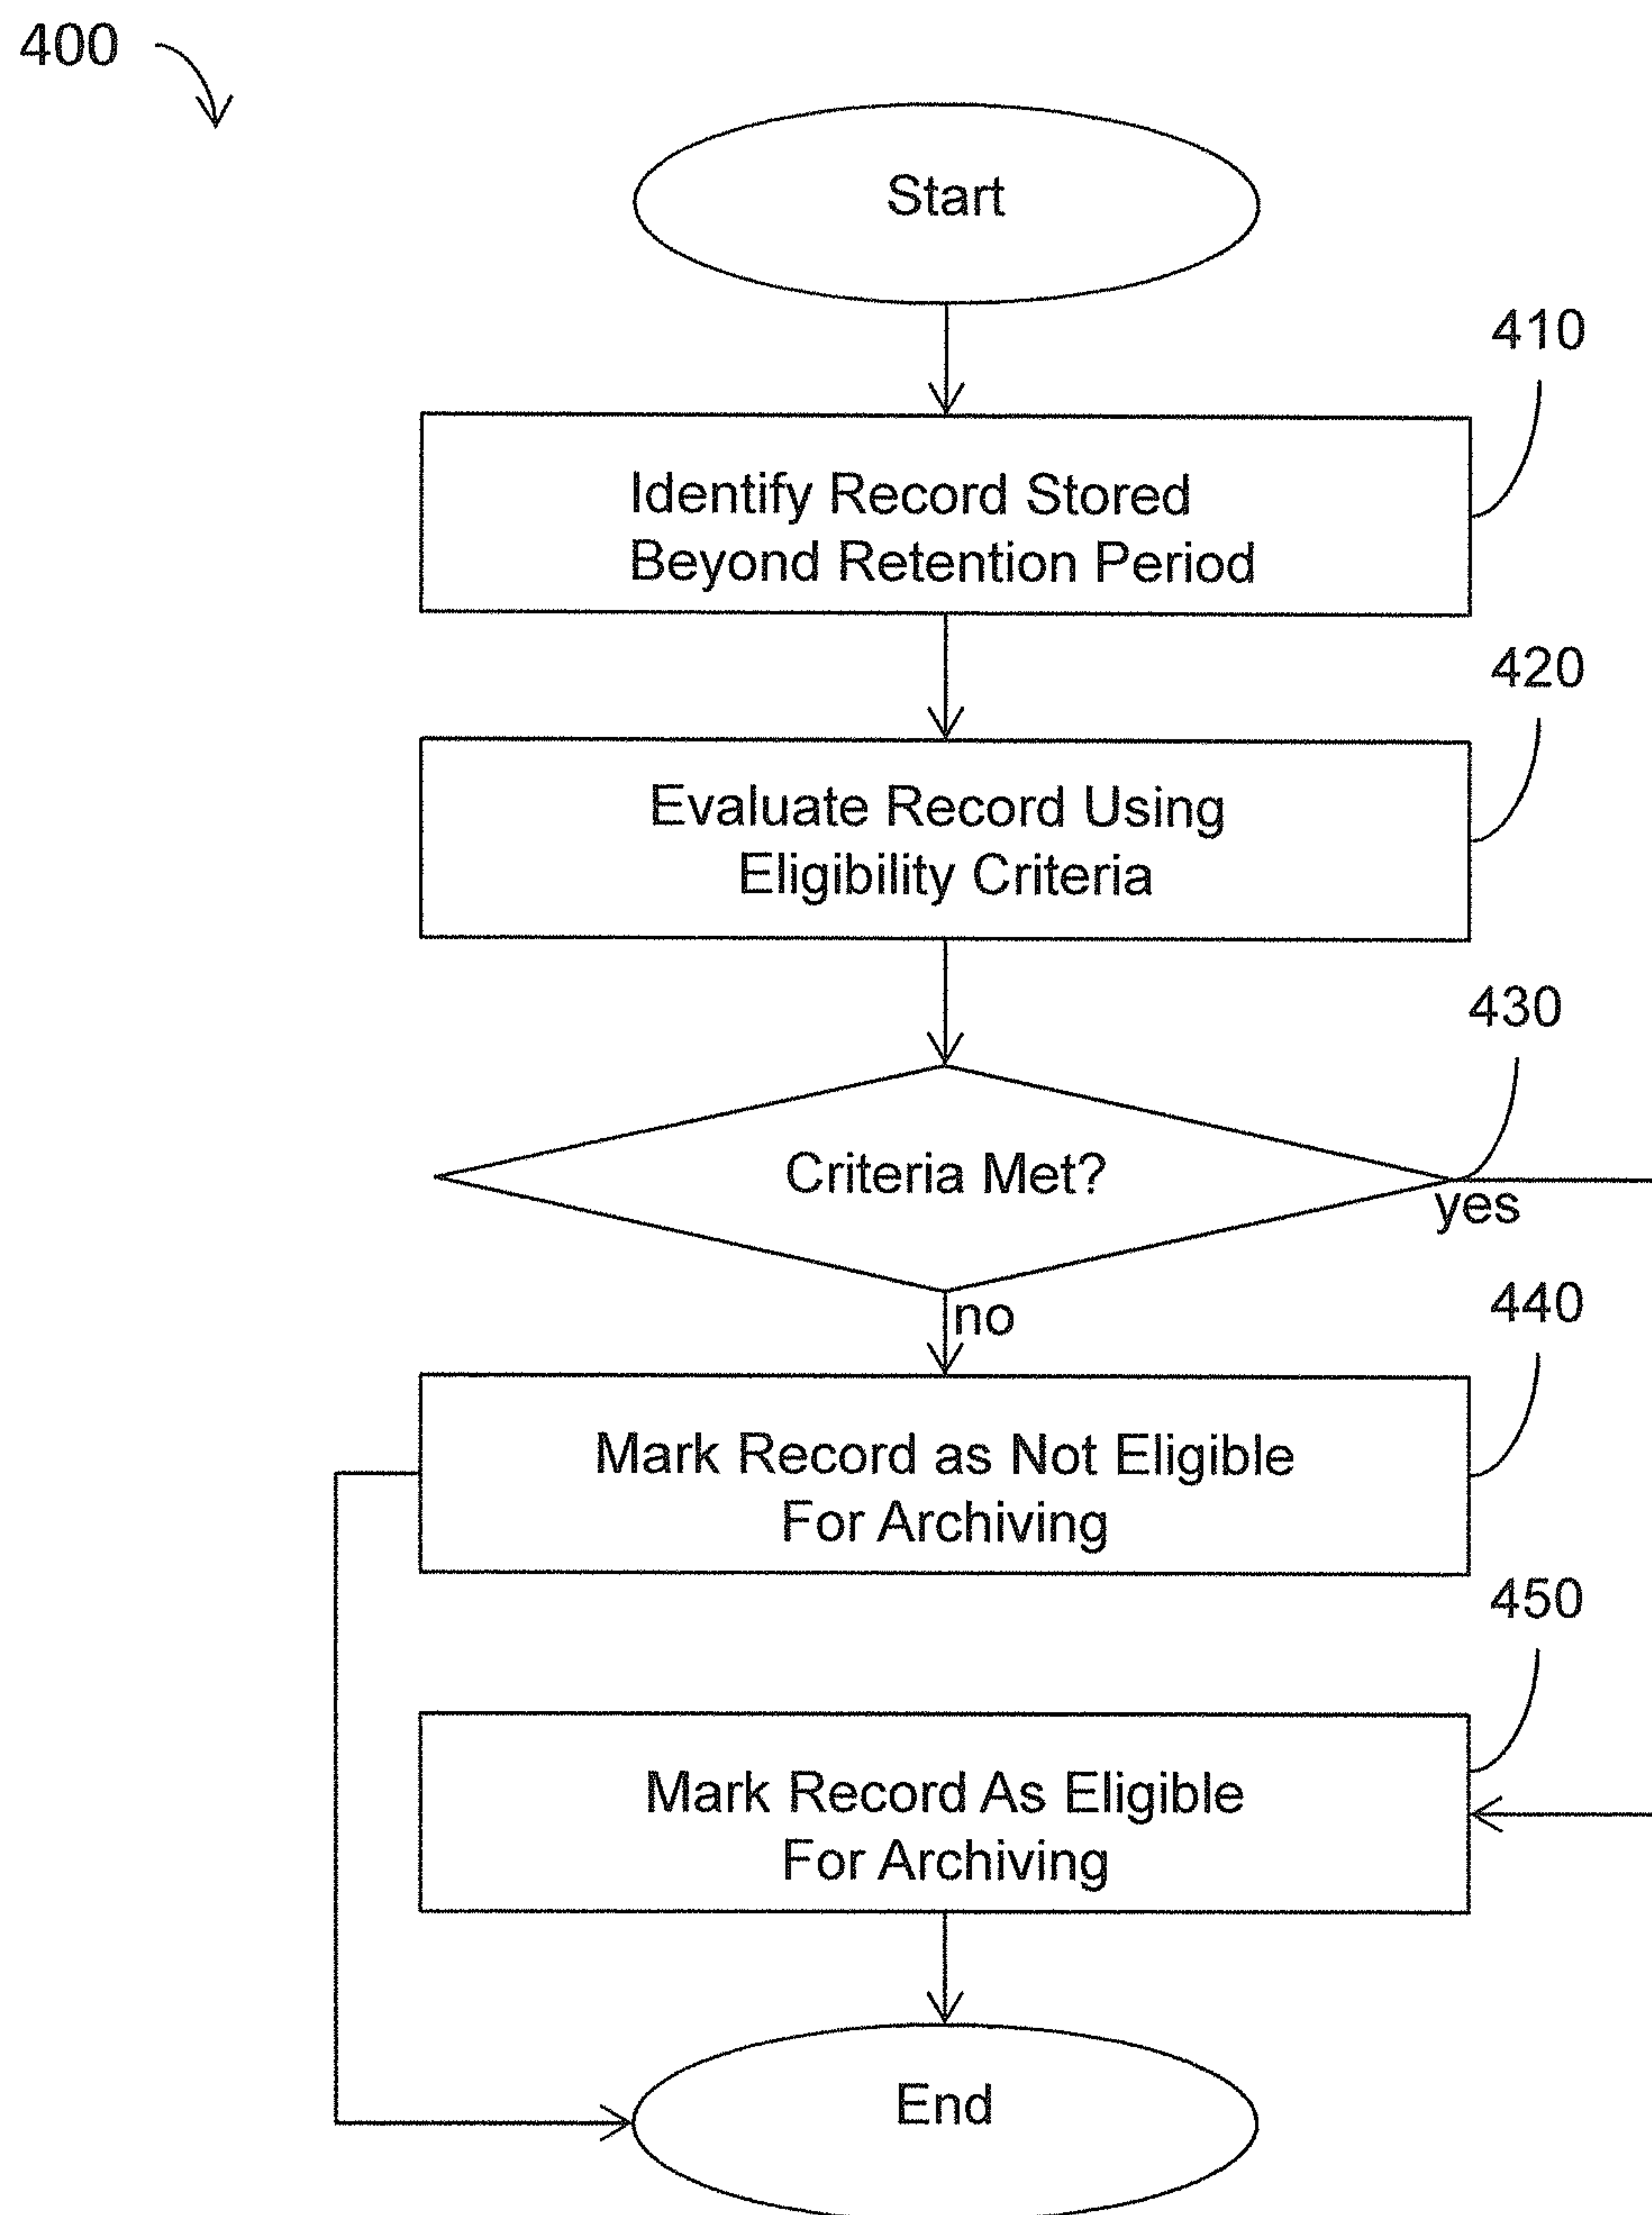 400
Start
410
Identify Record Stored
Beyond Retention Period
420
Evaluate Record Using
Eligibility Criteria
430
Criteria Met?
yes
no
440
Mark Record as Not Eligible
For Archiving
450
Mark Record As Eligible
For Archiving
End